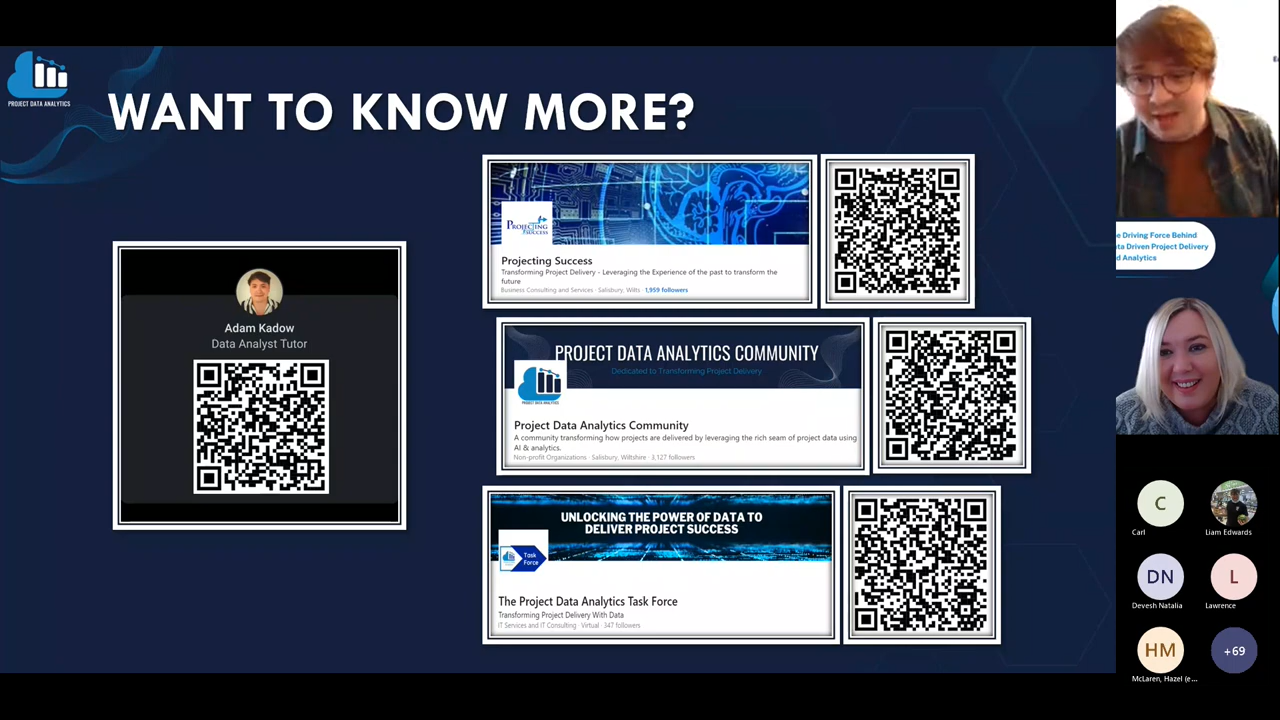 PROJECT DATA ANALYTICS
WANT TO KNOW MORE?
Adam Kadow
Data Analyst Tutor
PROJECTING
SUCCESS
Projecting Success
Transforming Project Delivery - Leveraging the Experience of the past to transform the
future
Business Consulting and Services · Salisbury, Wilts · 1,959 followers
PROJECT DATA ANALYTICS COMMUNITY
Dedicated to Transforming Project Delivery
PROJECT DATA ANALYTICS
Project Data Analytics Community
A community transforming how projects are delivered by leveraging the rich seam of project data using
AI & analytics.
Non-profit Organizations · Salisbury, Wiltshire · 3,127 followers
UNLOCKING THE POWER OF DATA TO
DELIVER PROJECT SUCCESS
Task
Force
The Project Data Analytics Task Force
Transforming Project Delivery With Data
IT Services and IT Consulting · Virtual · 347 followers
e Driving Force Behind
ta Driven Project Delivery
d Analytics
C
Carl
Liam Edwards
DN
Devesh Natalia
L
Lawrence
HM
McLaren, Hazel (e...
+69